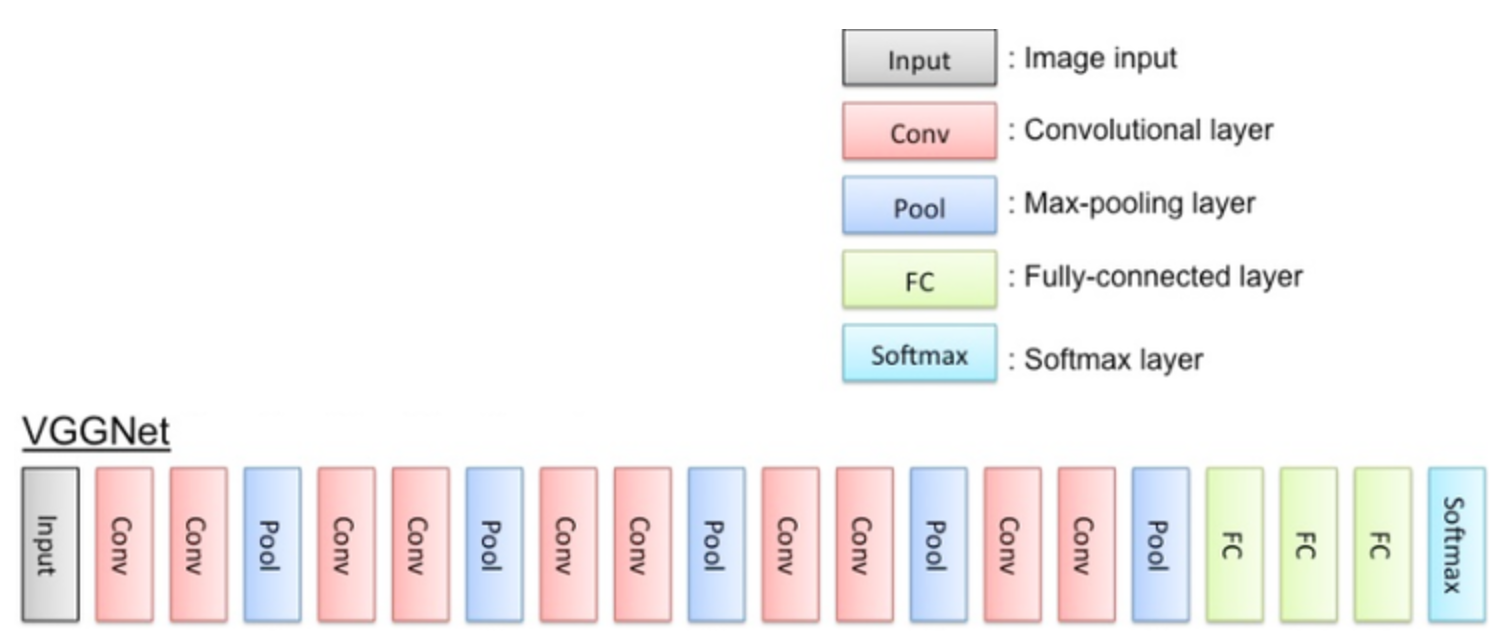 Input : Image input
Conv : Convolutional layer
Pool : Max-pooling layer
FC : Fully-connected layer
Softmax : Softmax layer
VGGNet
Input Conv Conv Pool Conv Conv Pool Conv Conv Pool Conv Conv Pool Conv Conv Pool FC FC FC Softmax